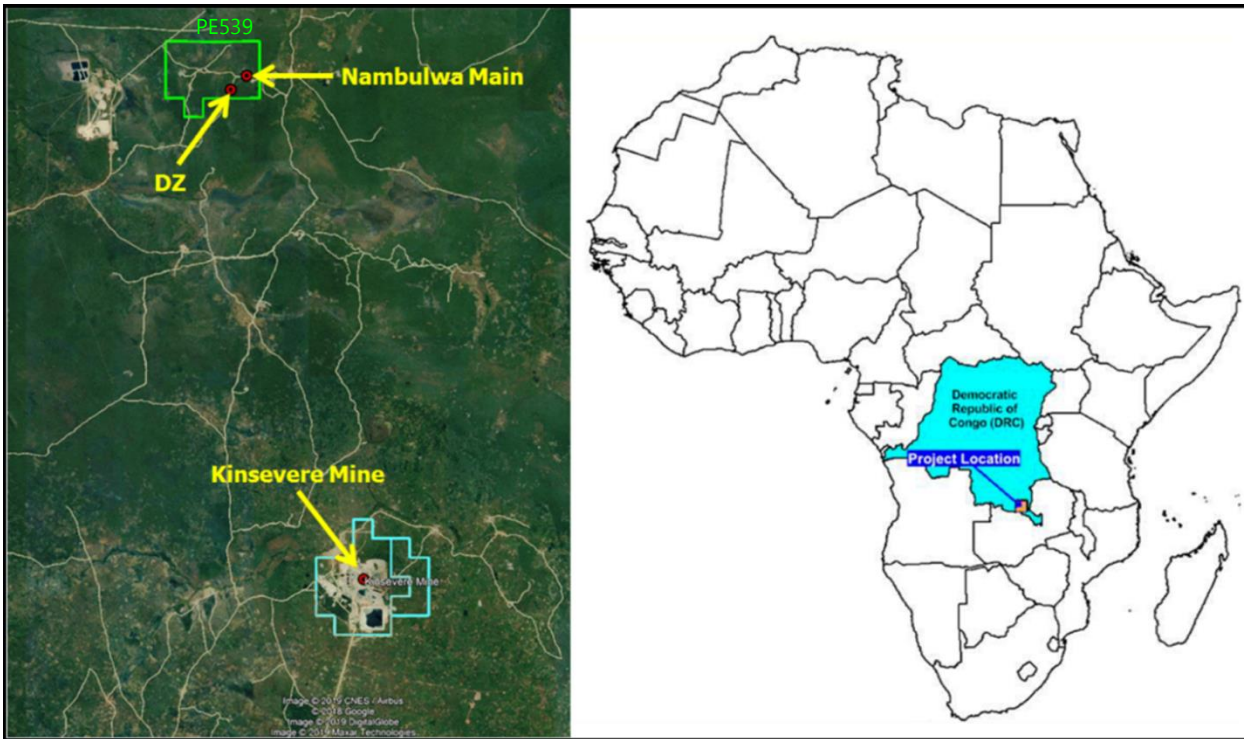 PE539
Nambulwa Main
DZ
Kinsevere Mine
Kinsevere Mine
Image © 2019 CNES / Airbus
© 2018 Google
Image © 2019 DigitalGlobe
Image © 2019 Maxar Technologies
Democratic
Republic of
Congo (DRC)
Project Location